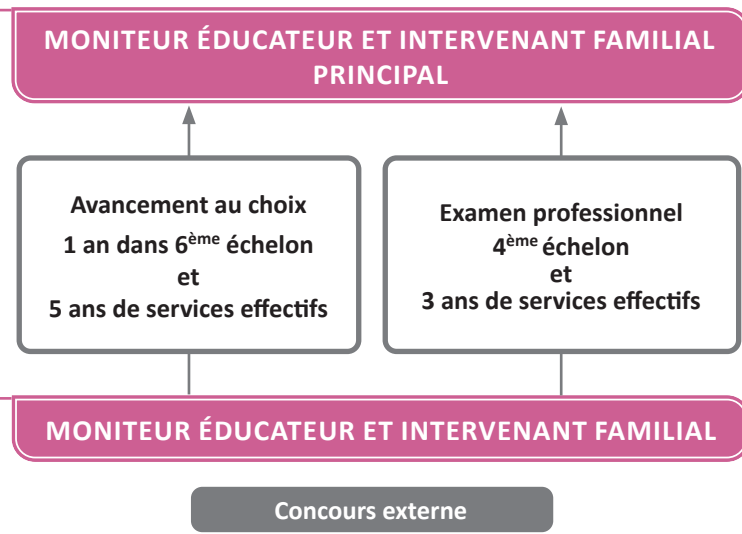 MONITEUR ÉDUCATEUR ET INTERVENANT FAMILIAL
PRINCIPAL
Avancement au choix
1 an dans 6ème échelon
et
5 ans de services effectifs
Examen professionnel
4ème échelon
et
3 ans de services effectifs
MONITEUR ÉDUCATEUR ET INTERVENANT FAMILIAL
Concours externe